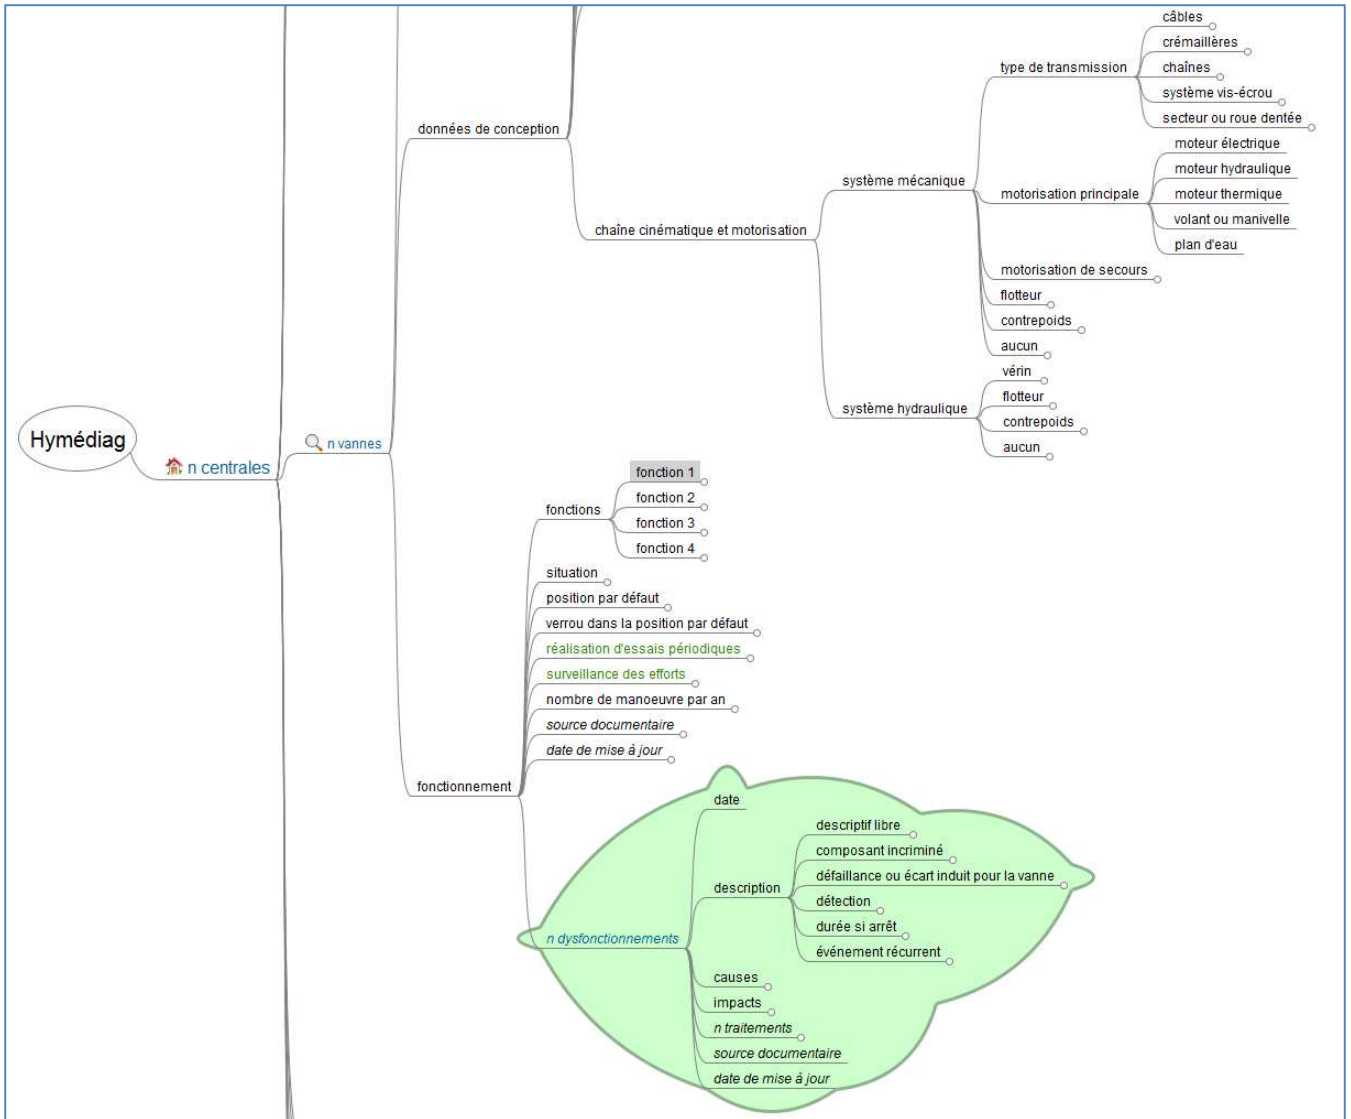 câbles
crémaillères
type de transmission
chaînes
système vis-écrou
secteur ou roue dentée
données de conception
moteur électrique
moteur hydraulique
système mécanique
motorisation principale
moteur thermique
volant ou manivelle
chaîne cinématique et motorisation
plan d'eau
motorisation de secours
flotteur
contrepoids
aucun
vérin
flotteur
système hydraulique
contrepoids
aucun
Hymédiag
n centrales
n vannes
fonction 1
fonction 2
fonctions
fonction 3
fonction 4
situation
position par défaut
verrou dans la position par défaut
réalisation d'essais périodiques
surveillance des efforts
nombre de manoeuvre par an
source documentaire
date de mise à jour
fonctionnement
date
descriptif libre
composant incriminé
défaillance ou écart induit pour la vanne
description
détection
durée si arrêt
événement récurrent
n dysfonctionnements
causes
impacts
n traitements
source documentaire
date de mise à jour